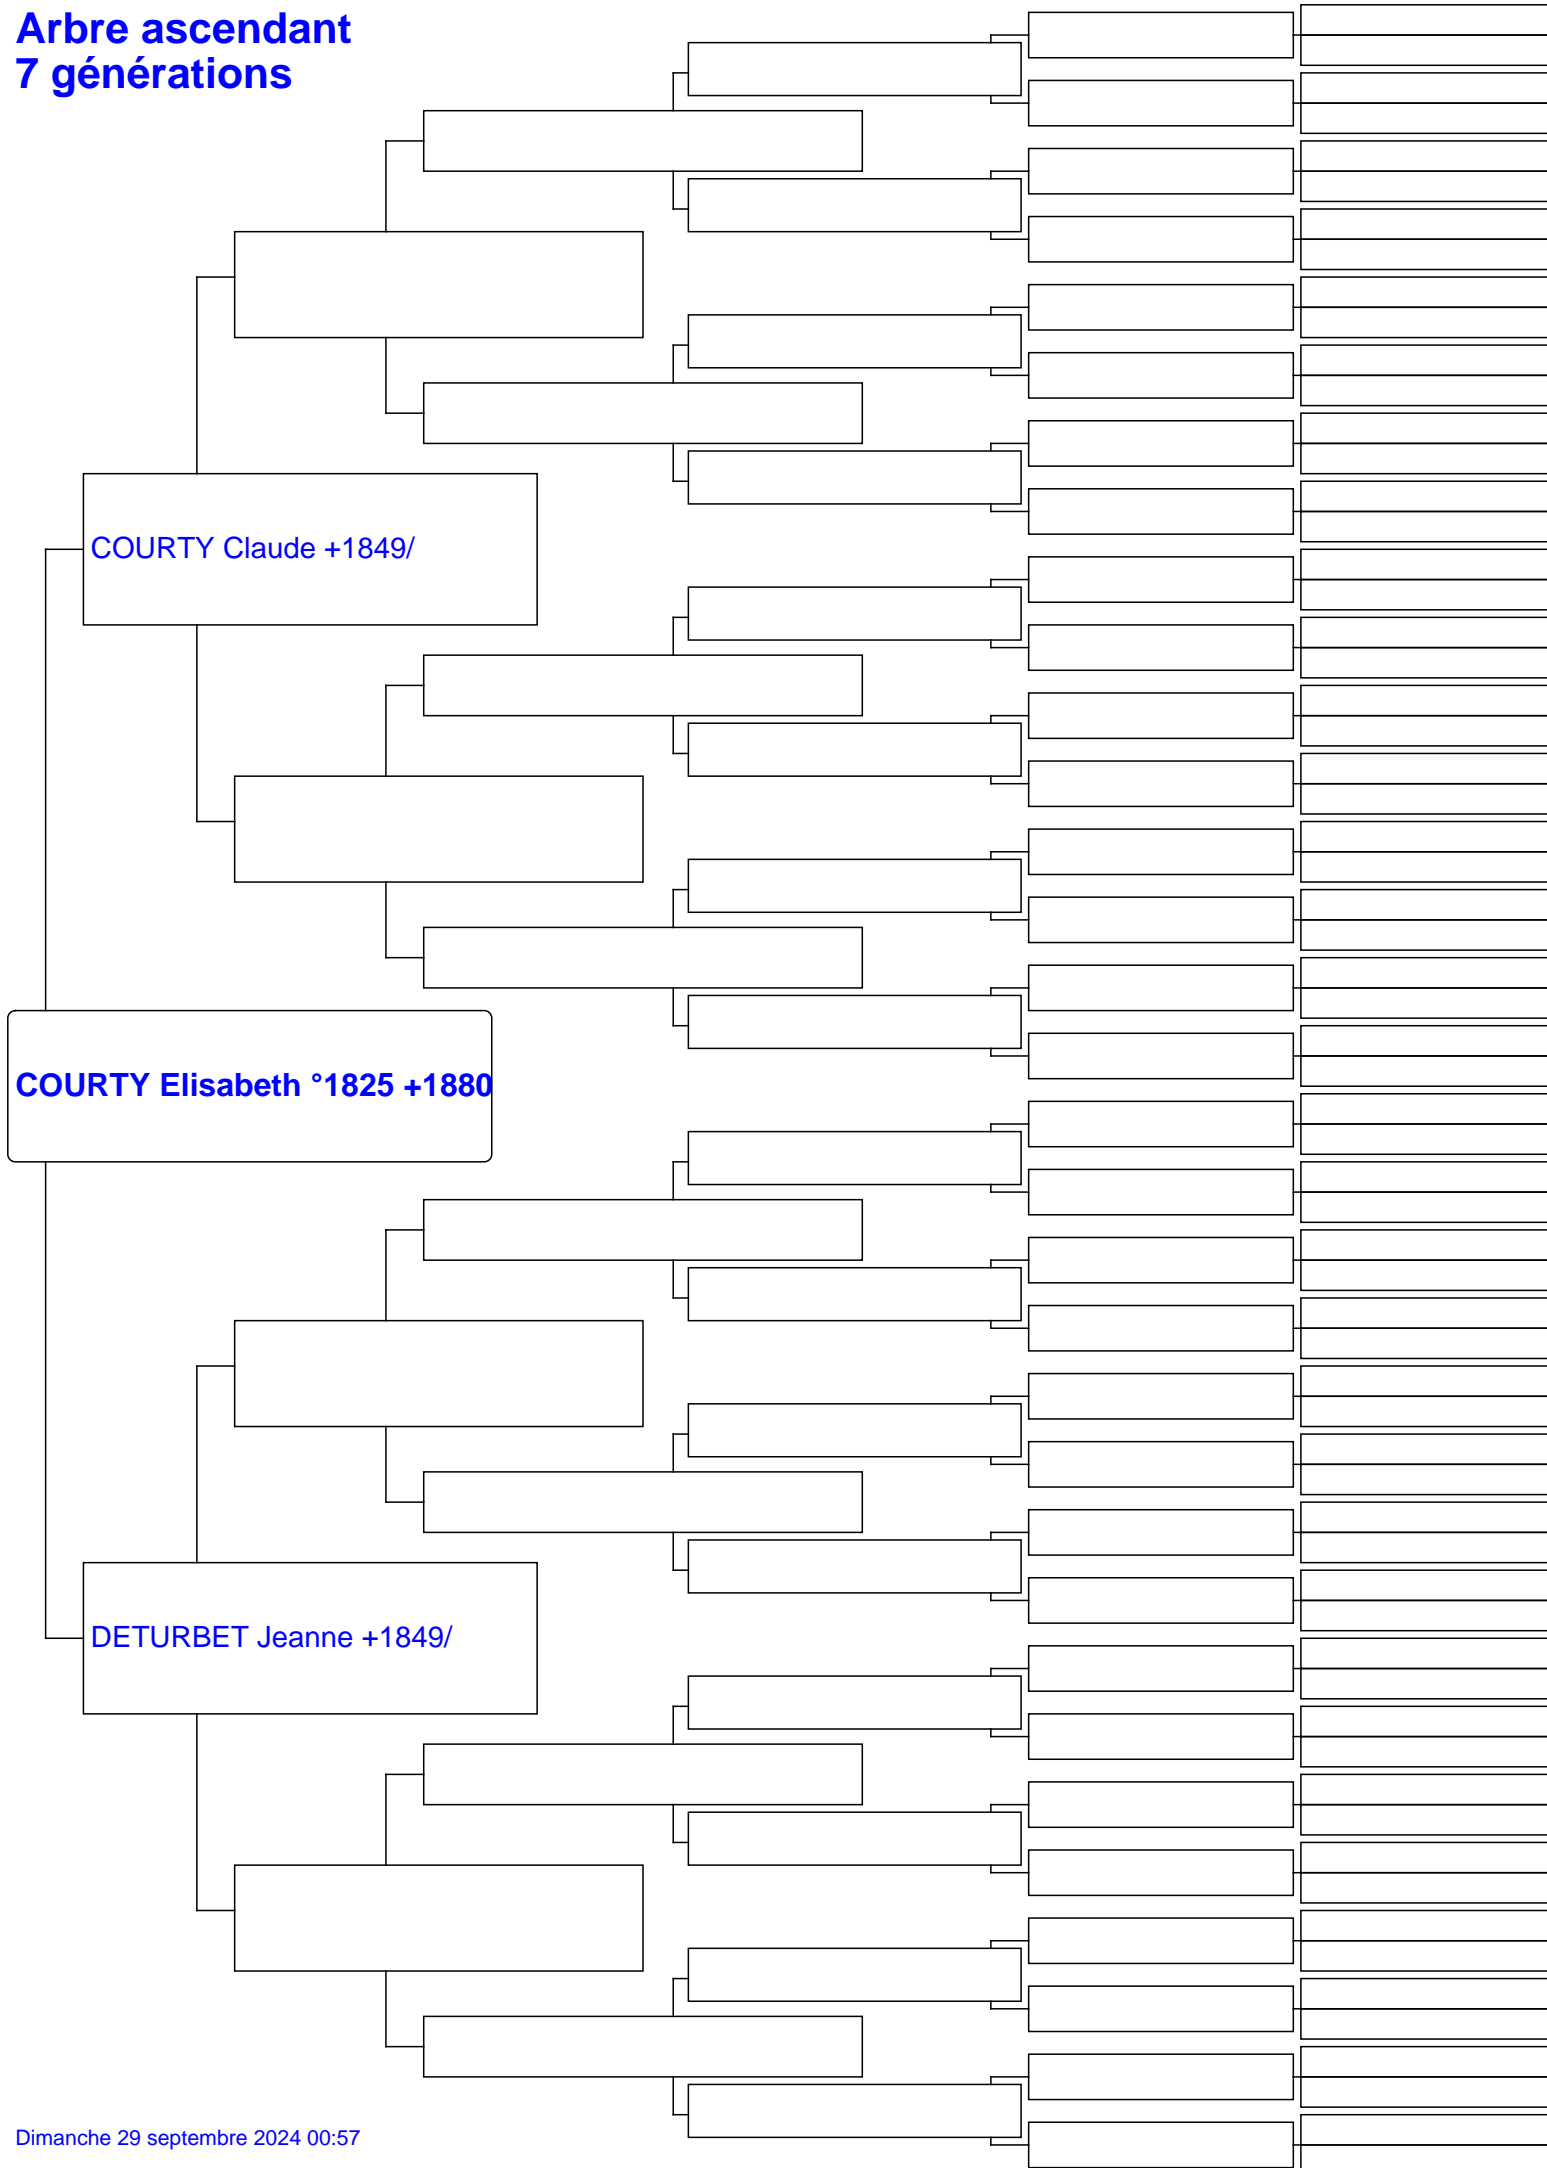 Arbre ascendant
7 générations
COURTY Claude +1849/
COURTY Elisabeth °1825 +1880
DETURBET Jeanne +1849/
Dimanche 29 septembre 2024 00:57